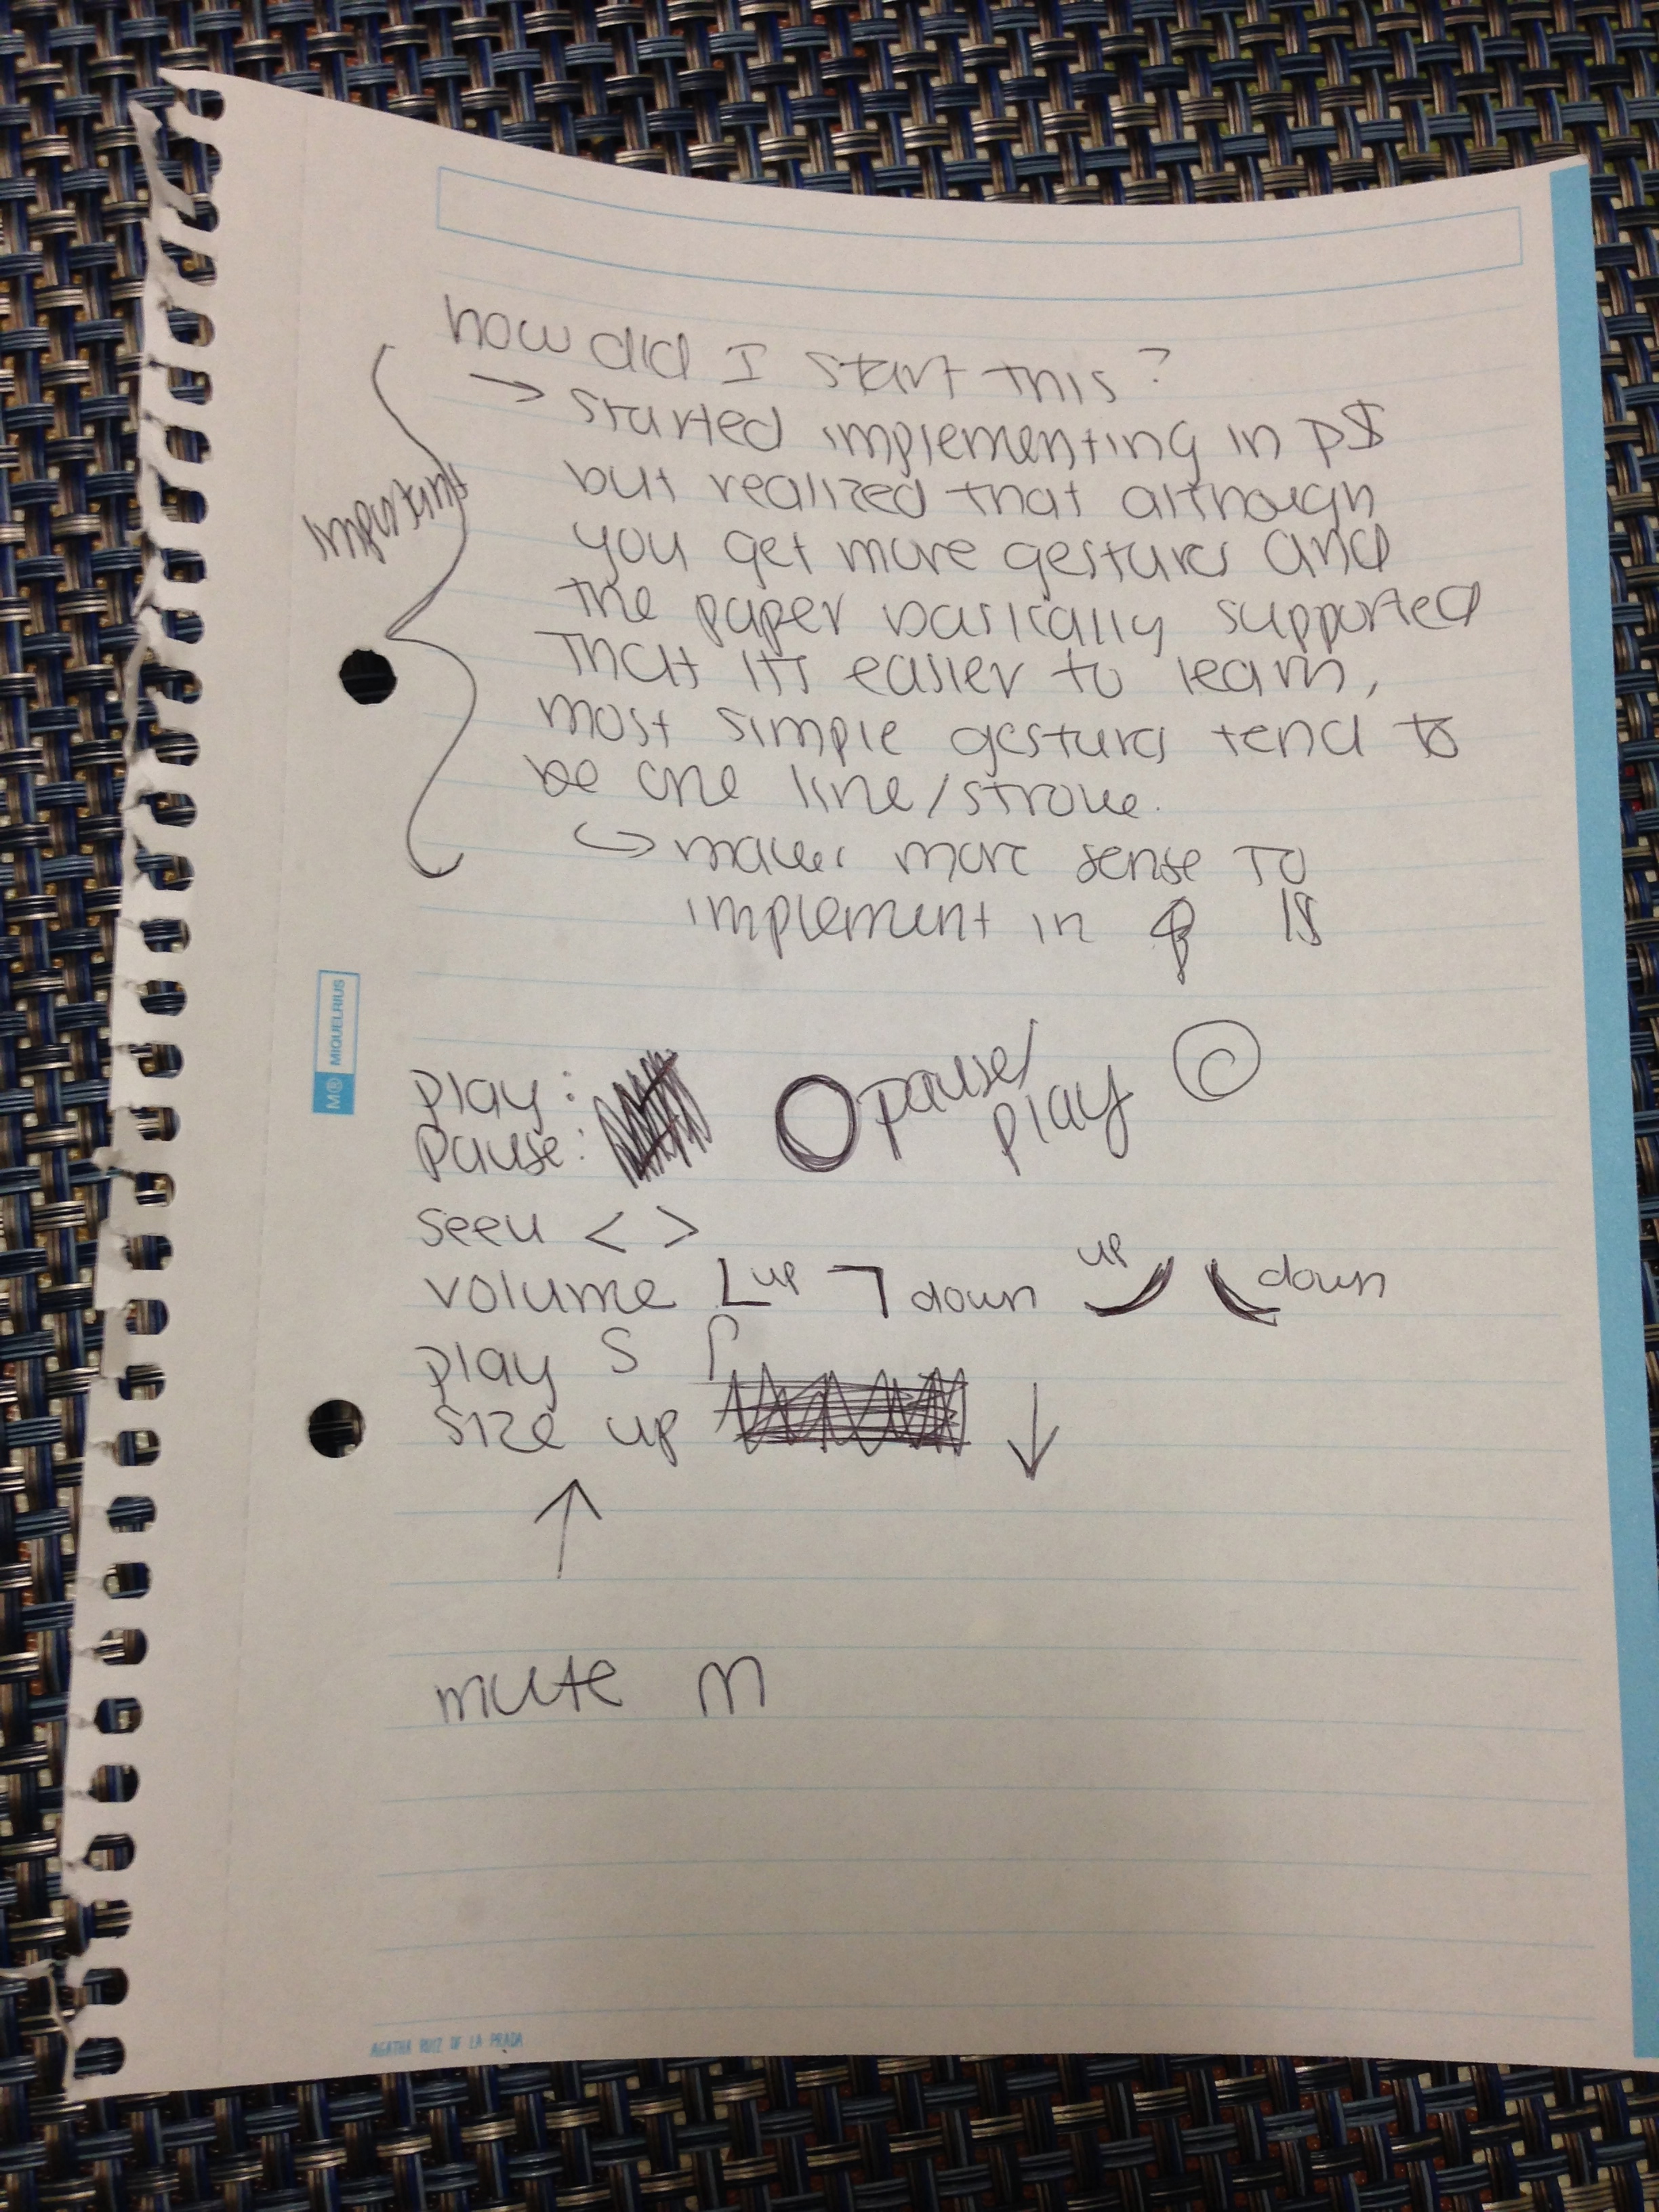 how did I start this?
Important
→ started implementing in p$
but realized that although
you get more gestures and
the paper basically supported
that it's easier to learn,
most simple gestures tend to
be one line/stroke.
↪ makes more sense to
implement in 1$
M® MIQUELRIUS
play:
pause:
pause/
play
seek < >
volume up down up down
play S
size up ↓
↑
mute m
AGATHA RUIZ DE LA PRADA